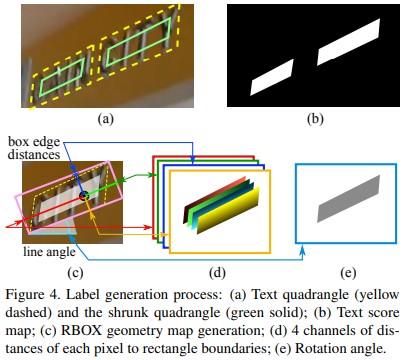 (a)
(b)
box edge
distances
line angle
(c)
(d)
(e)
Figure 4. Label generation process: (a) Text quadrangle (yellow
dashed) and the shrunk quadrangle (green solid); (b) Text score
map; (c) RBOX geometry map generation; (d) 4 channels of dis-
tances of each pixel to rectangle boundaries; (e) Rotation angle.